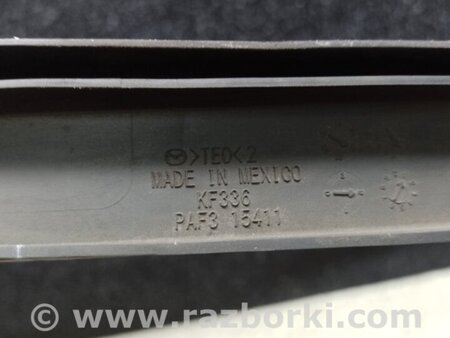 >TEO<2
MADE IN MEXICO
KF336
PAF3 15411
© - www.razborki.com